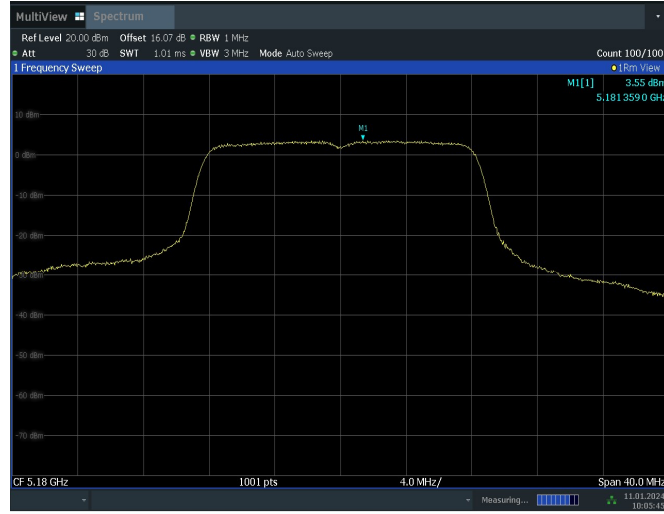 MultiView Spectrum
Ref Level 20.00 dBm Offset 16.07 dB RBW 1 MHz
Att 30 dB SWT 1.01 ms VBW 3 MHz Mode Auto Sweep Count 100/100
1 Frequency Sweep 1Rm View
M1[1] 3.55 dBm
5.1813590 GHz
10 dBm
M1
0 dBm
-10 dBm
-20 dBm
-30 dBm
-40 dBm
-50 dBm
-60 dBm
-70 dBm
CF 5.18 GHz 1001 pts 4.0 MHz/ Span 40.0 MHz
Measuring... 11.01.2024
10:05:45